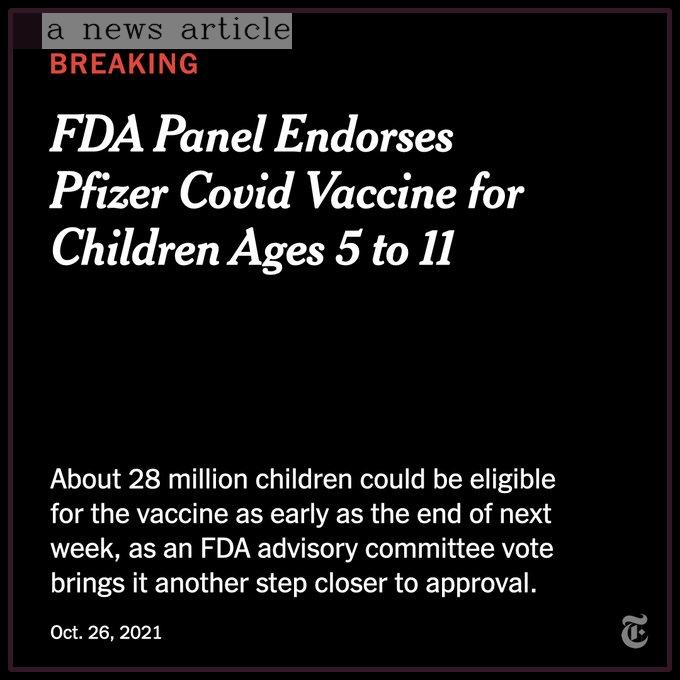 a news article
BREAKING
FDA Panel Endorses
Pfizer Covid Vaccine for
Children Ages 5 to 11
About 28 million children could be eligible
for the vaccine as early as the end of next
week, as an FDA advisory committee vote
brings it another step closer to approval.
Oct. 26, 2021
T